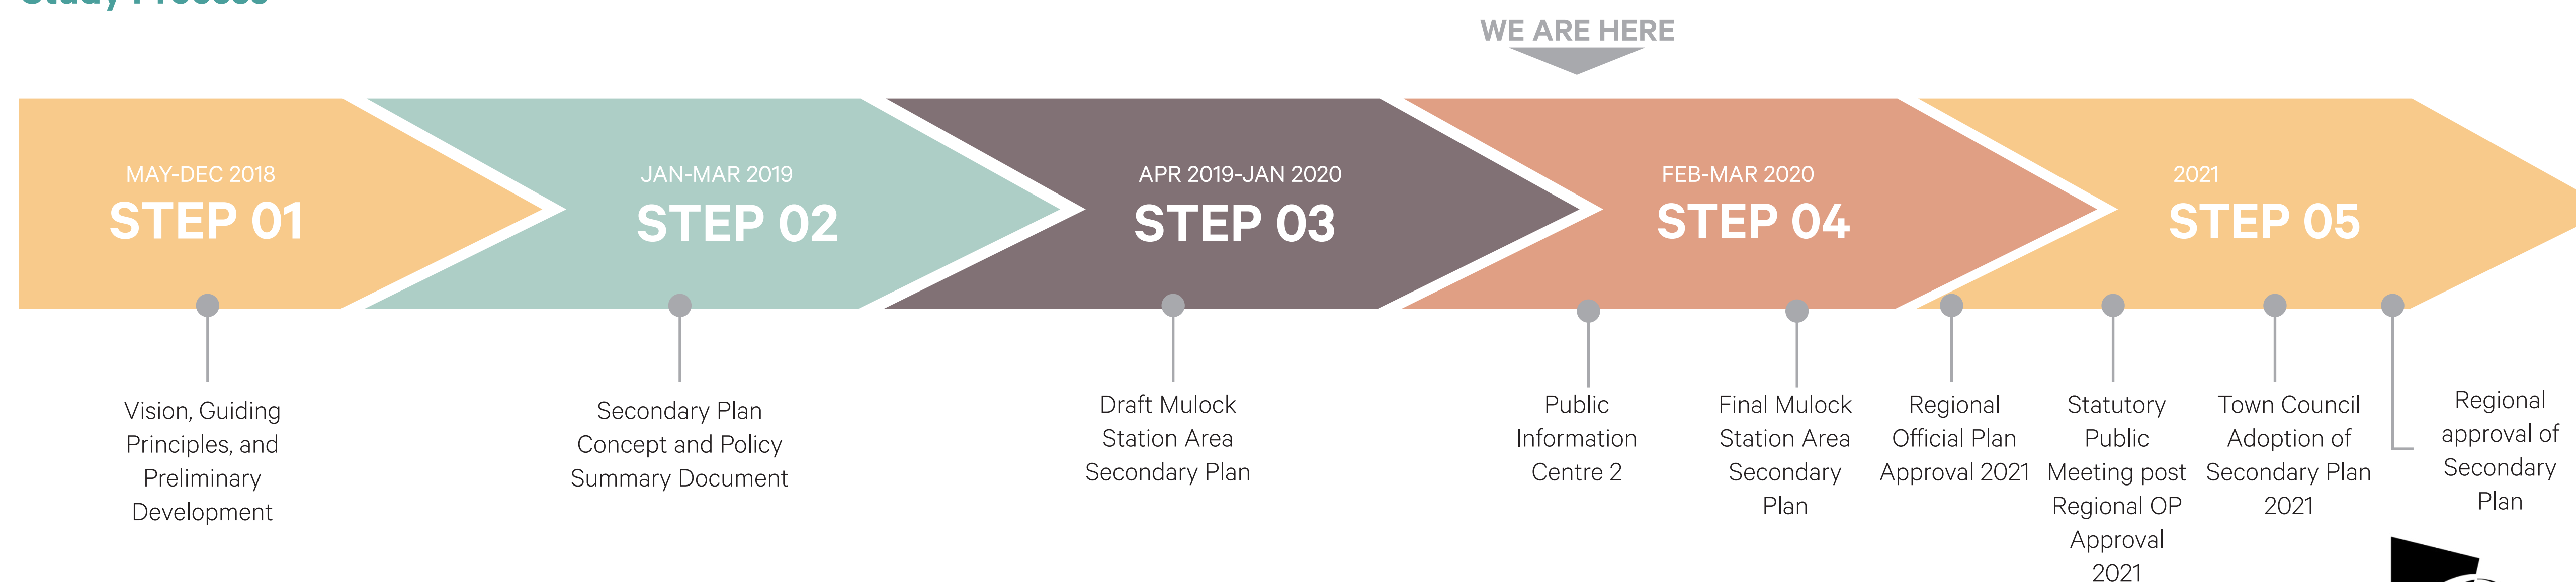 Study Process
WE ARE HERE
MAY-DEC 2018
STEP 01
JAN-MAR 2019
STEP 02
APR 2019-JAN 2020
STEP 03
FEB-MAR 2020
STEP 04
2021
STEP 05
Vision, Guiding
Principles, and
Preliminary
Development
Secondary Plan
Concept and Policy
Summary Document
Draft Mulock
Station Area
Secondary Plan
Public
Information
Centre 2
Final Mulock
Station Area
Secondary
Plan
Regional
Official Plan
Approval 2021
Statutory
Public
Meeting post
Regional OP
Approval
2021
Town Council
Adoption of
Secondary Plan
2021
Regional
approval of
Secondary
Plan